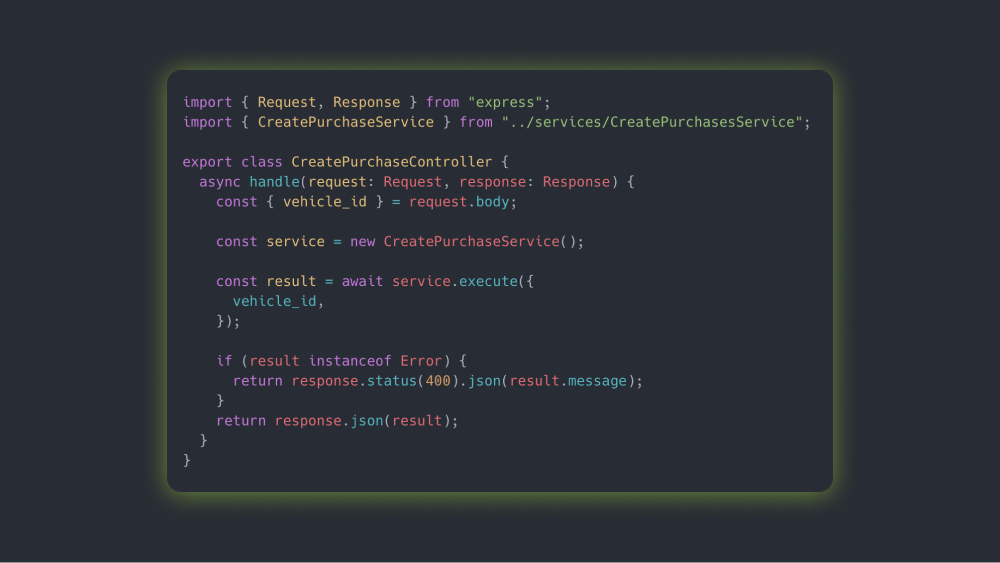 import { Request, Response } from "express";
import { CreatePurchaseService } from "../services/CreatePurchasesService";

export class CreatePurchaseController {
  async handle(request: Request, response: Response) {
    const { vehicle_id } = request.body;

    const service = new CreatePurchaseService();

    const result = await service.execute({
      vehicle_id,
    });

    if (result instanceof Error) {
      return response.status(400).json(result.message);
    }
    return response.json(result);
  }
}